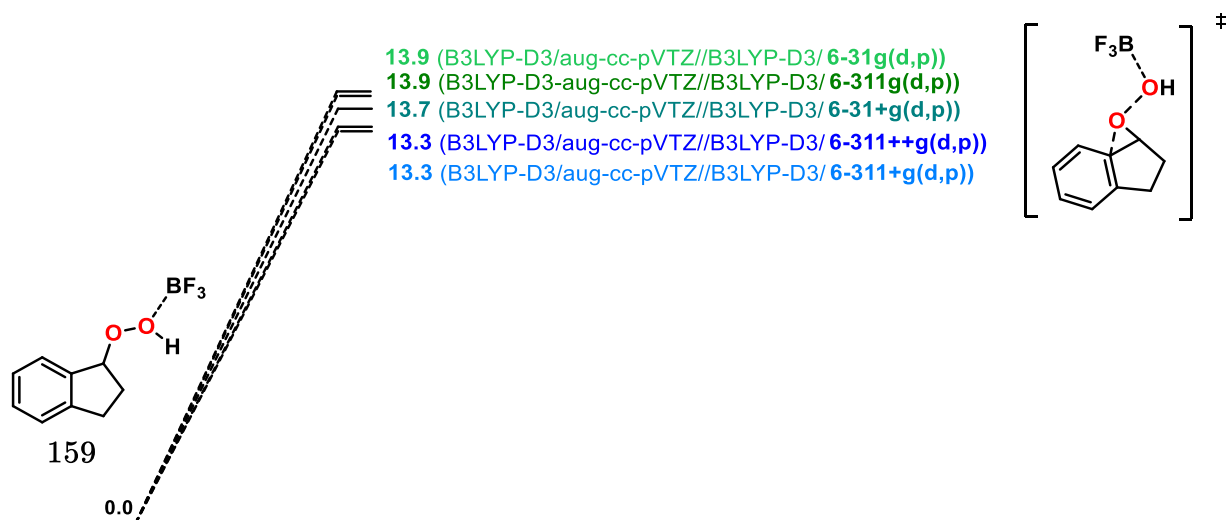 13.9 (B3LYP-D3/aug-cc-pVTZ//B3LYP-D3/ 6-31g(d,p))
13.9 (B3LYP-D3-aug-cc-pVTZ//B3LYP-D3/ 6-311g(d,p))
13.7 (B3LYP-D3/aug-cc-pVTZ//B3LYP-D3/ 6-31+g(d,p))
13.3 (B3LYP-D3/aug-cc-pVTZ//B3LYP-D3/ 6-311++g(d,p))
13.3 (B3LYP-D3/aug-cc-pVTZ//B3LYP-D3/ 6-311+g(d,p))
‡
F₃B
OH
O
BF₃
O
O
H
159
0.0